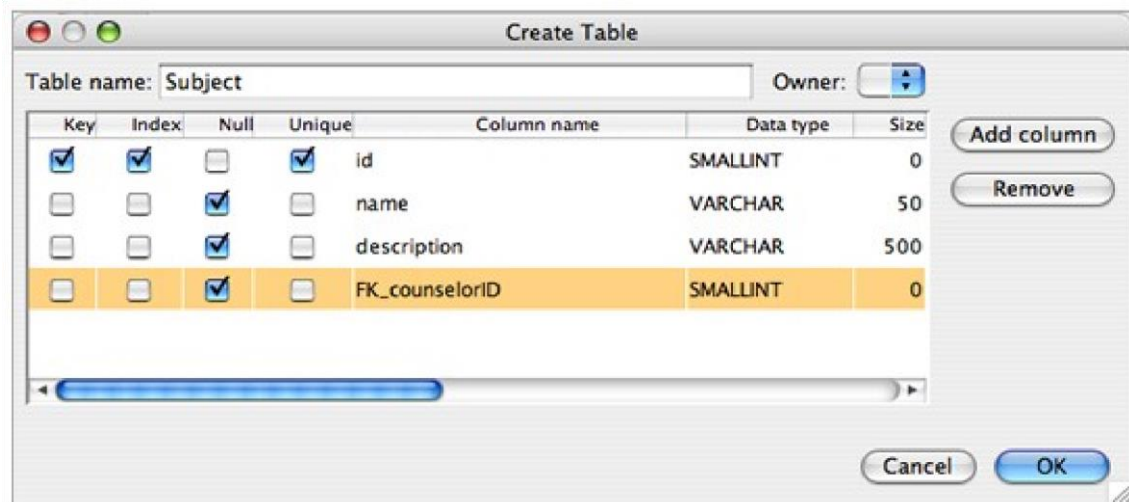 Create Table
Table name: Subject Owner:
Key Index Null Unique Column name Data type Size
id SMALLINT 0
name VARCHAR 50
description VARCHAR 500
FK_counselorID SMALLINT 0
Add column
Remove
Cancel OK